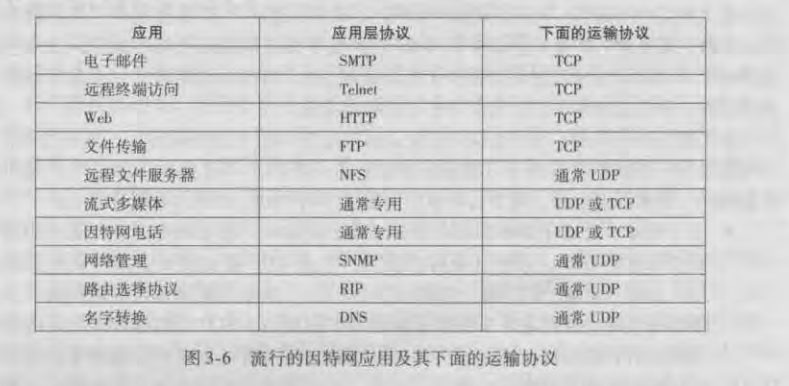 应用 应用层协议 下面的运输协议
电子邮件 SMTP TCP
远程终端访问 Telnet TCP
Web HTTP TCP
文件传输 FTP TCP
远程文件服务器 NFS 通常 UDP
流式多媒体 通常专用 UDP 或 TCP
因特网电话 通常专用 UDP 或 TCP
网络管理 SNMP 通常 UDP
路由选择协议 RIP 通常 UDP
名字转换 DNS 通常 UDP
图 3-6 流行的因特网应用及其下面的运输协议